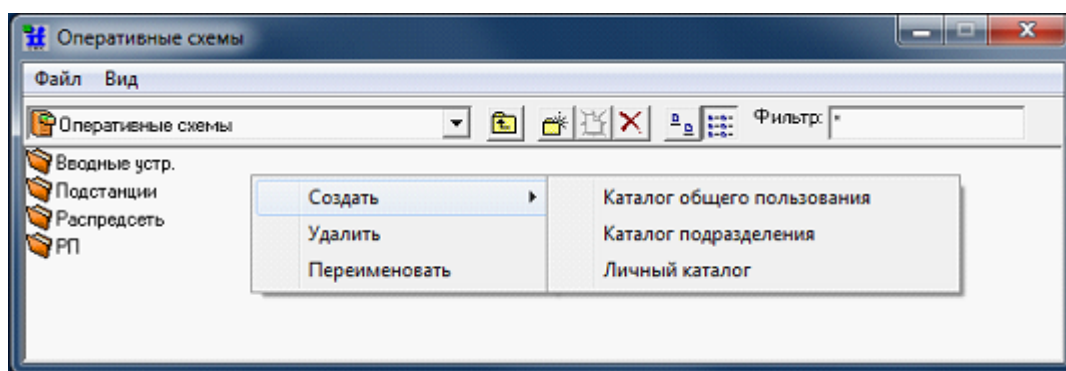 Оперативные схемы
Файл Вид
Оперативные схемы Фильтр: *
Вводные устр.
Подстанции
Распредсеть
РП
Создать
Удалить
Переименовать
Каталог общего пользования
Каталог подразделения
Личный каталог